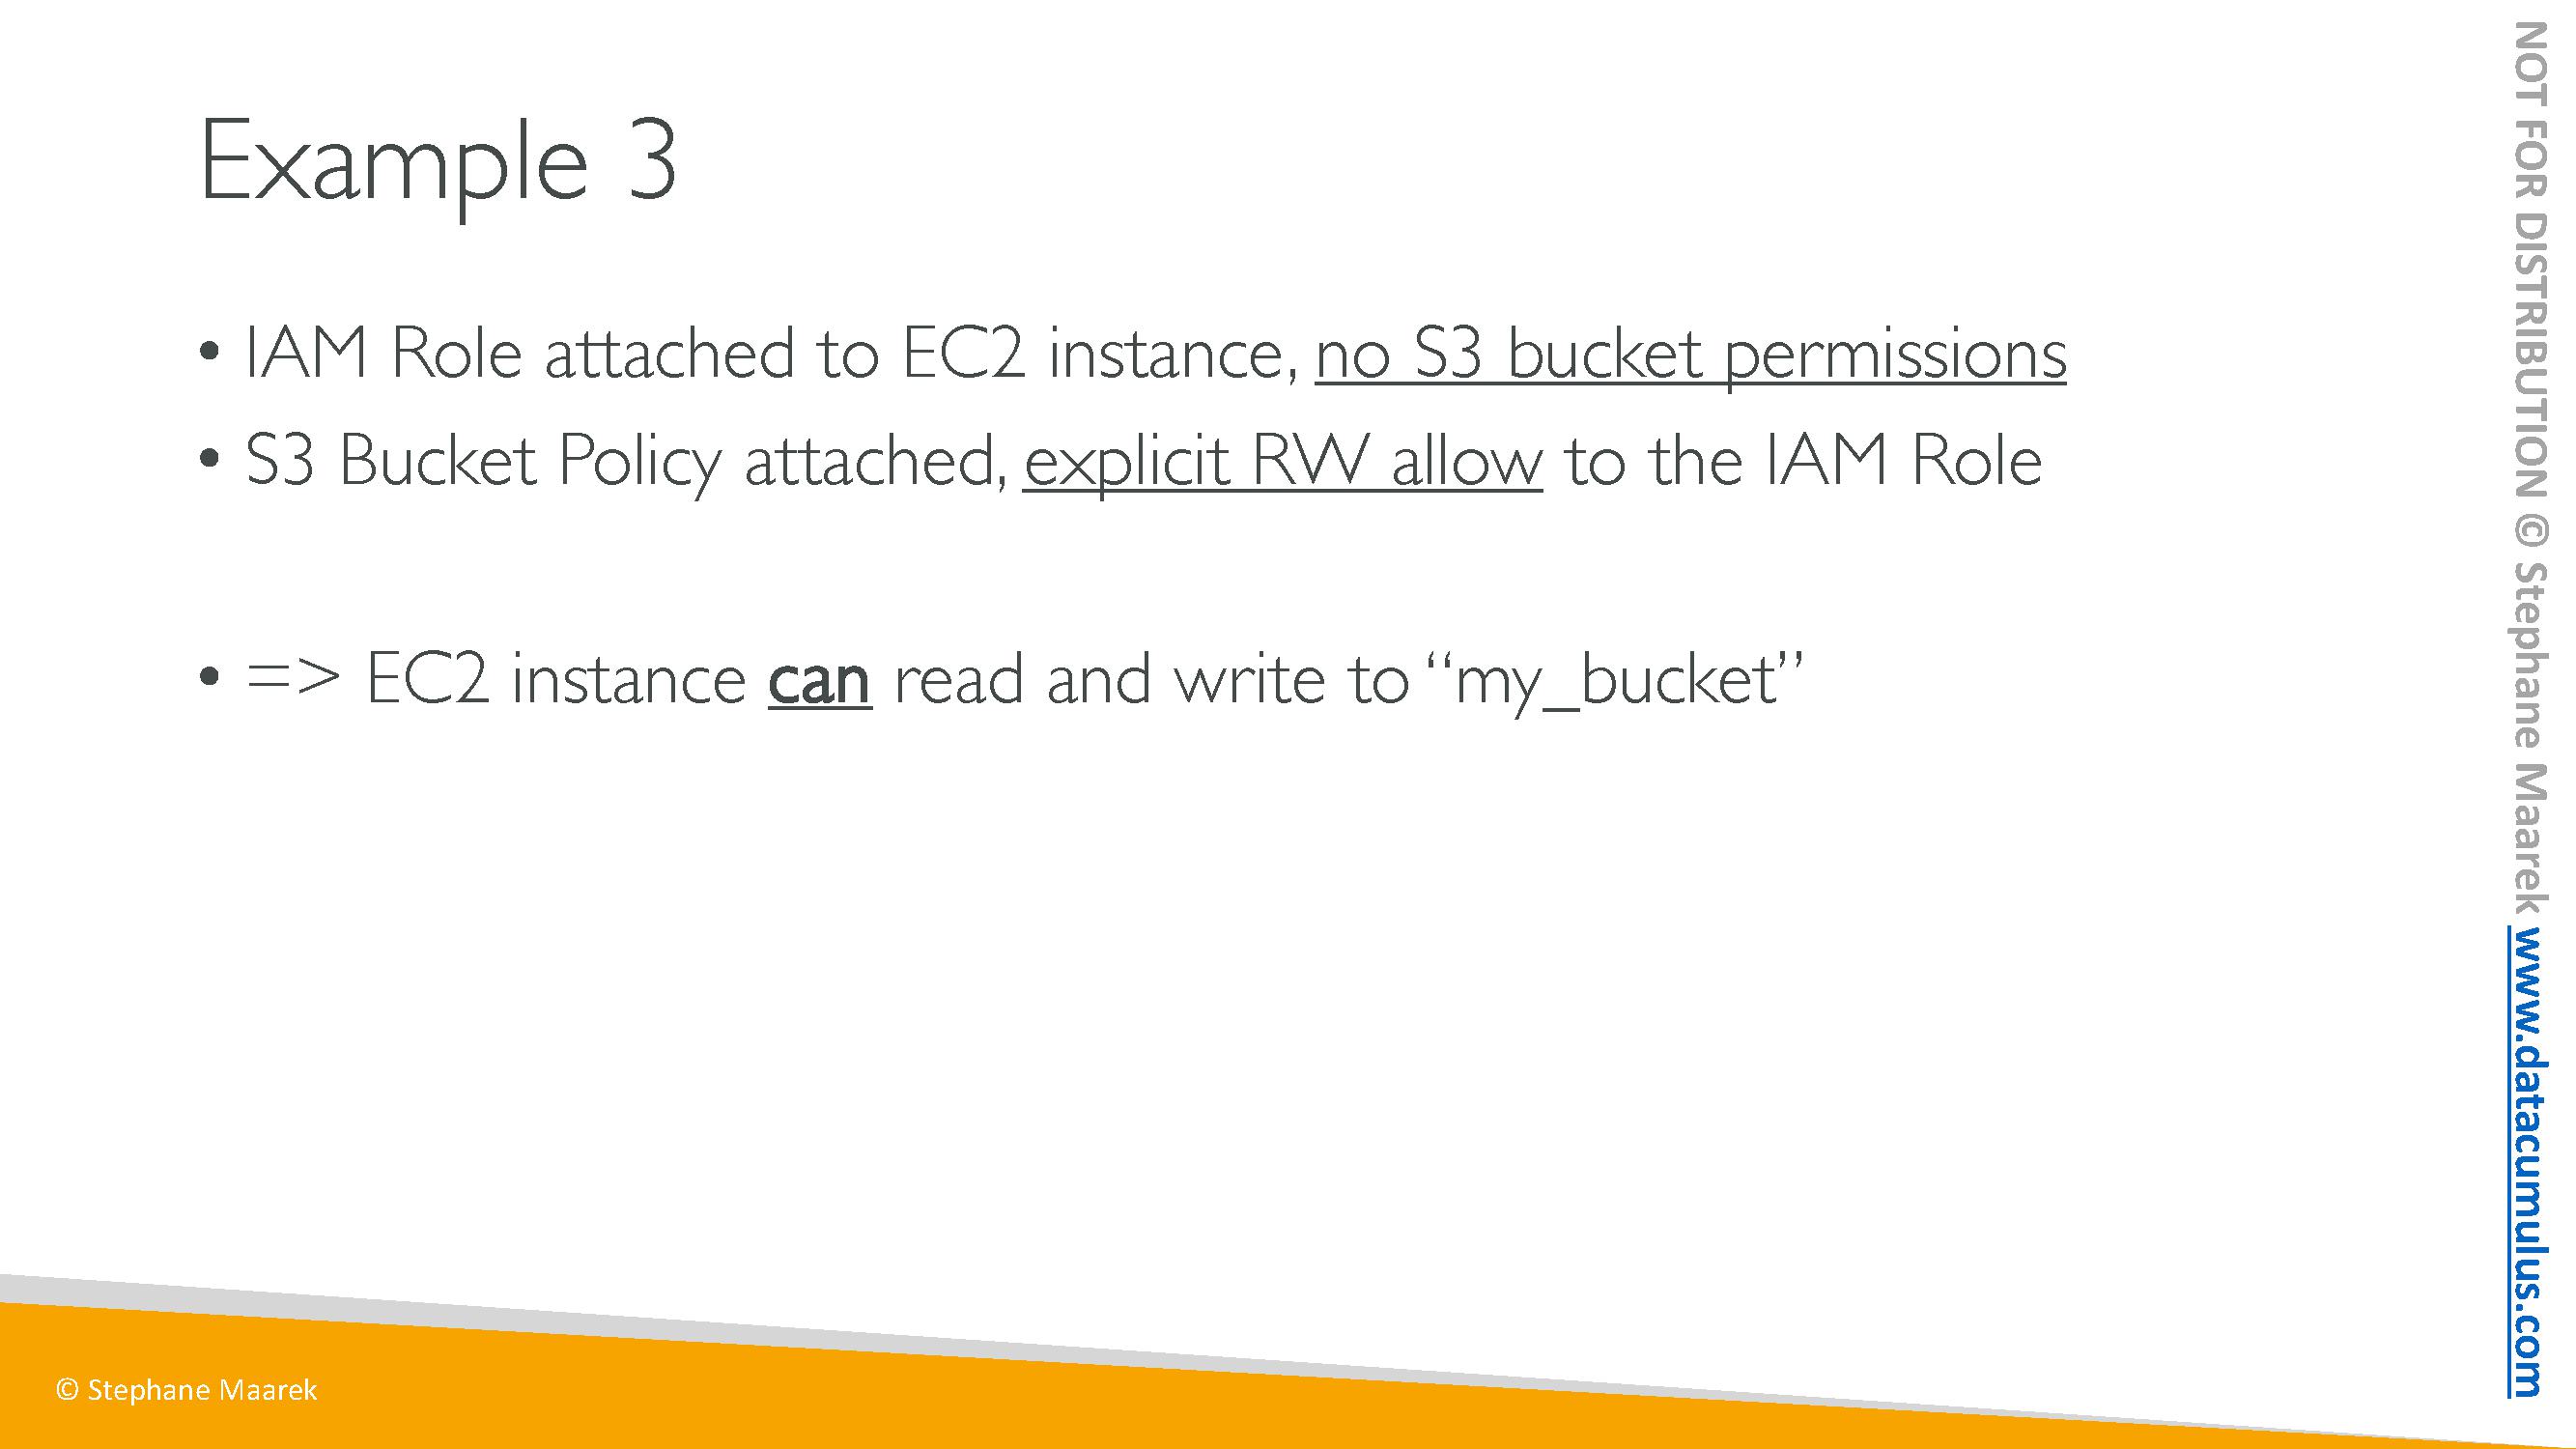 Example 3
• IAM Role attached to EC2 instance, no S3 bucket permissions
• S3 Bucket Policy attached, explicit RW allow to the IAM Role
• => EC2 instance can read and write to “my_bucket”
© Stephane Maarek
NOT FOR DISTRIBUTION © Stephane Maarek www.datacumulus.com